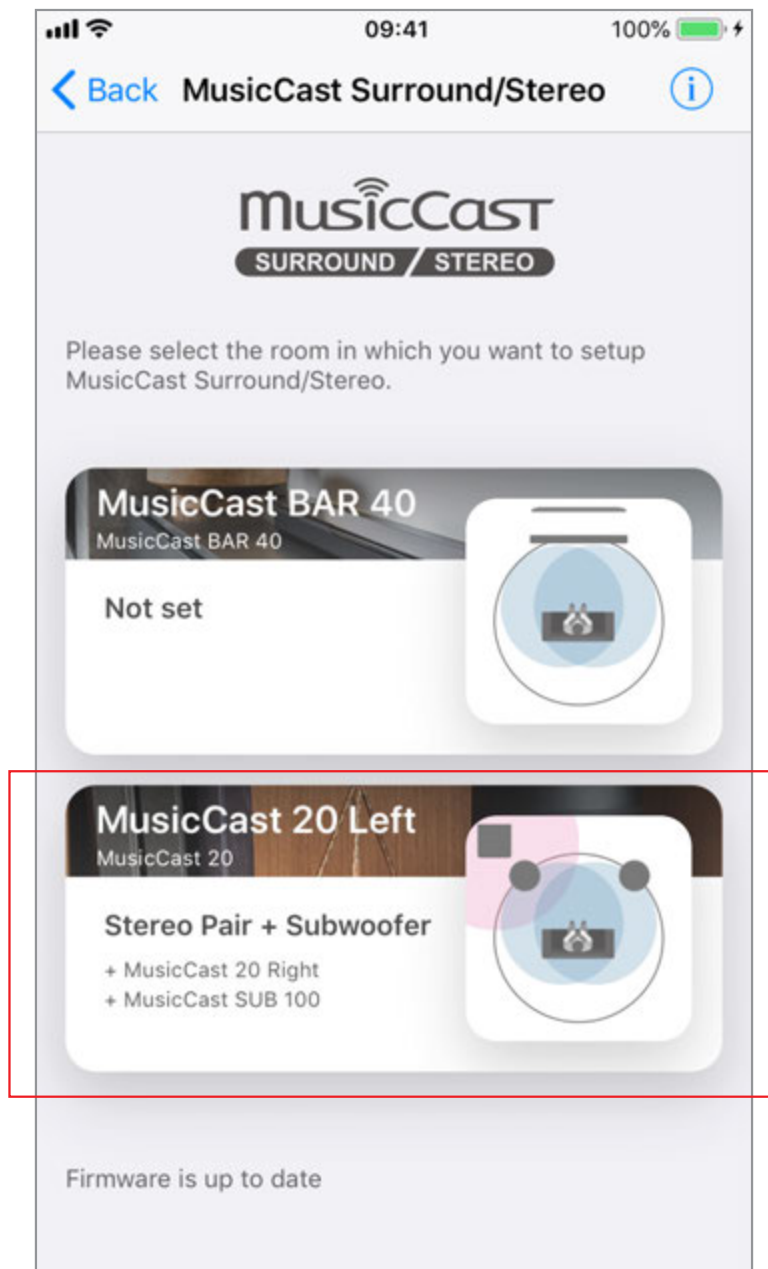 09:41
100%
Back MusicCast Surround/Stereo i
MusicCast
SURROUND / STEREO
Please select the room in which you want to setup
MusicCast Surround/Stereo.
MusicCast BAR 40
MusicCast BAR 40
Not set
MusicCast 20 Left
MusicCast 20
Stereo Pair + Subwoofer
+ MusicCast 20 Right
+ MusicCast SUB 100
Firmware is up to date